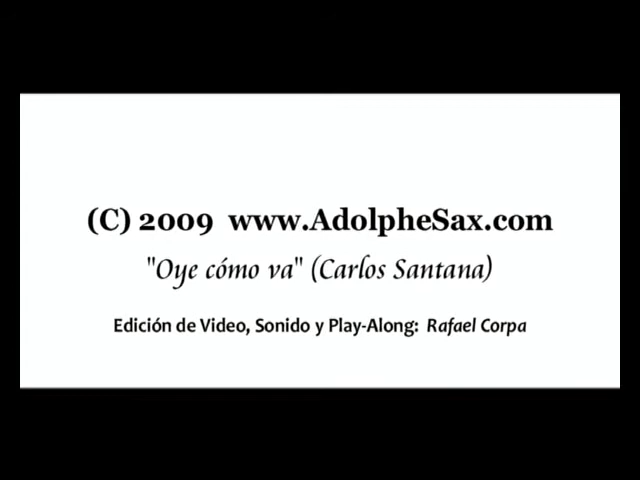 (C) 2009 www.AdolpheSax.com
"Oye cómo va" (Carlos Santana)
Edición de Video, Sonido y Play-Along: Rafael Corpa